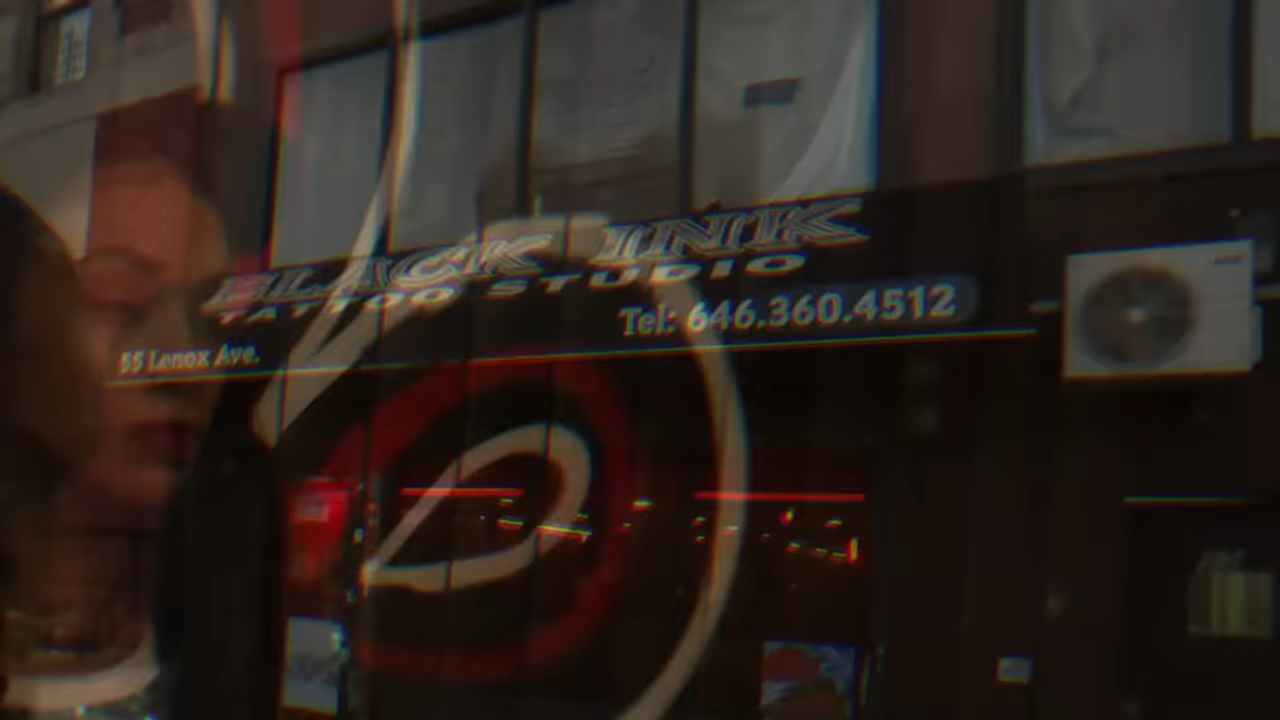 BLACK INK
TATTOO STUDIO
Tel: 646.360.4512
55 Lenox Ave.